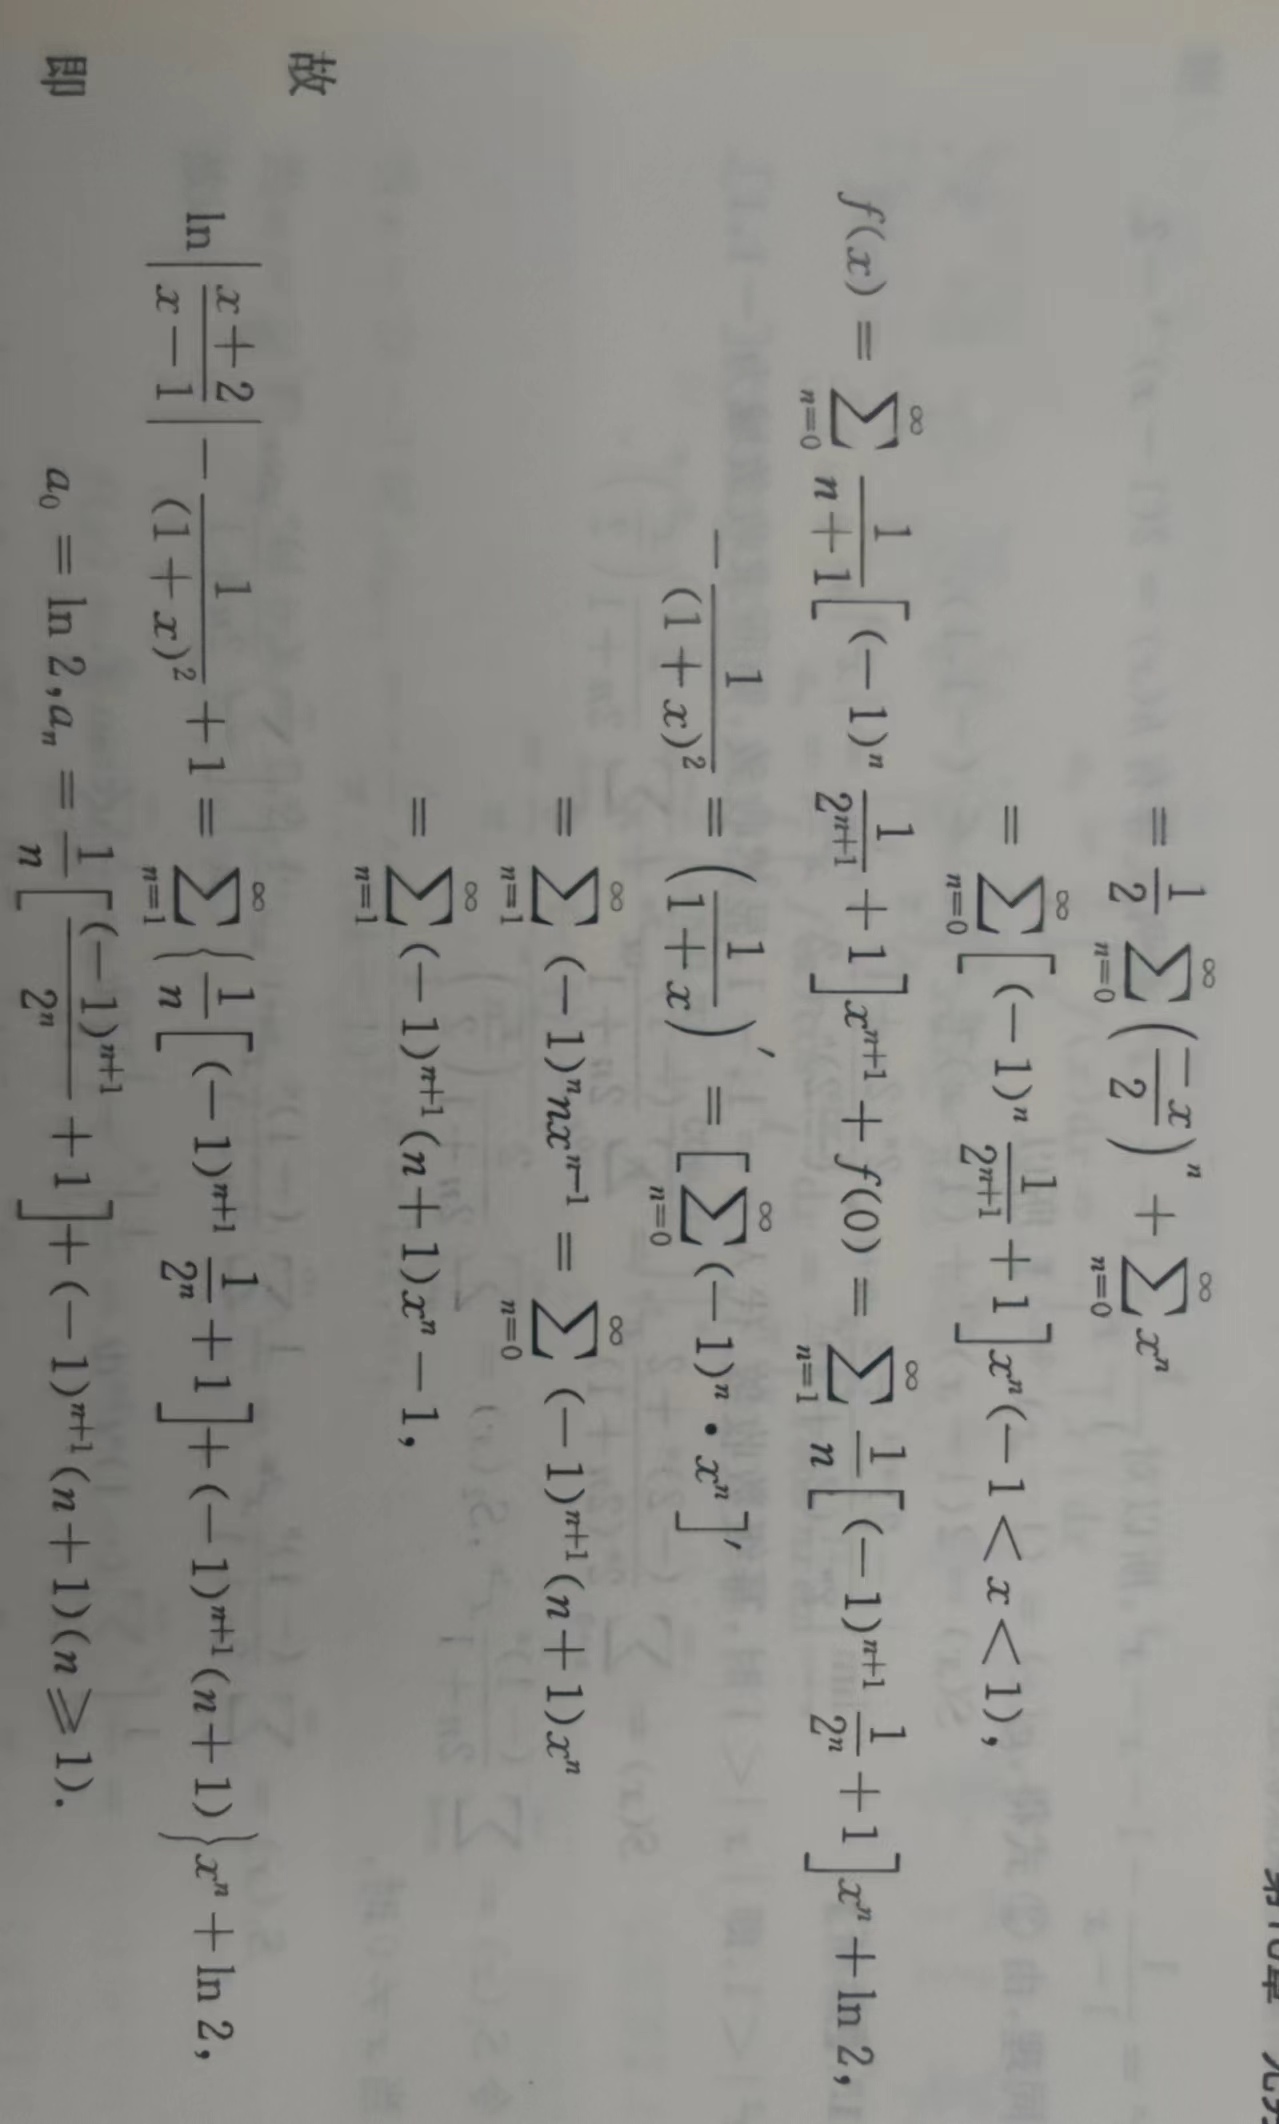 第10章 无穷
= \frac{1}{2} \sum_{n=0}^{\infty} \left( \frac{-x}{2} \right)^n + \sum_{n=0}^{\infty} x^n
= \sum_{n=0}^{\infty} \left[ (-1)^n \frac{1}{2^{n+1}} + 1 \right] x^n (-1 < x < 1),
f(x) = \sum_{n=0}^{\infty} \frac{1}{n+1} \left[ (-1)^n \frac{1}{2^{n+1}} + 1 \right] x^{n+1} + f(0) = \sum_{n=1}^{\infty} \frac{1}{n} \left[ (-1)^{n+1} \frac{1}{2^n} + 1 \right] x^n + \ln 2,
-\frac{1}{(1+x)^2} = \left( \frac{1}{1+x} \right)' = \left[ \sum_{n=0}^{\infty} (-1)^n \cdot x^n \right]'
= \sum_{n=1}^{\infty} (-1)^n n x^{n-1} = \sum_{n=0}^{\infty} (-1)^{n+1} (n+1) x^n
= \sum_{n=1}^{\infty} (-1)^{n+1} (n+1) x^n - 1,
故
\ln \left| \frac{x+2}{x-1} \right| - \frac{1}{(1+x)^2} + 1 = \sum_{n=1}^{\infty} \left\{ \frac{1}{n} \left[ (-1)^{n+1} \frac{1}{2^n} + 1 \right] + (-1)^{n+1} (n+1) \right\} x^n + \ln 2,
即 a_0 = \ln 2, a_n = \frac{1}{n} \left[ \frac{(-1)^{n+1}}{2^n} + 1 \right] + (-1)^{n+1} (n+1) (n \geqslant 1).